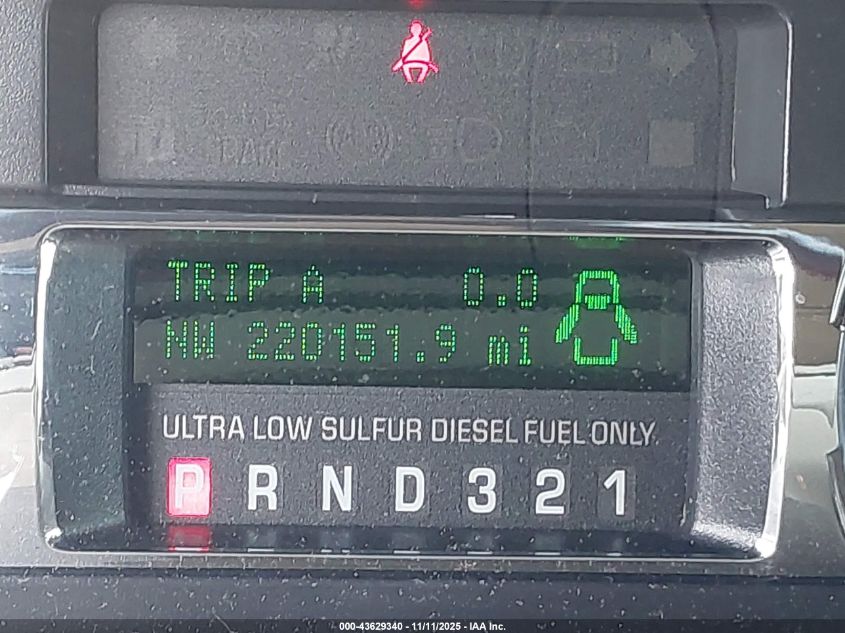 TRIP A 0.0
NW 220151.9 mi
ULTRA LOW SULFUR DIESEL FUEL ONLY
P R N D 3 2 1
000-43629340 - 11/11/2025 - IAA Inc.